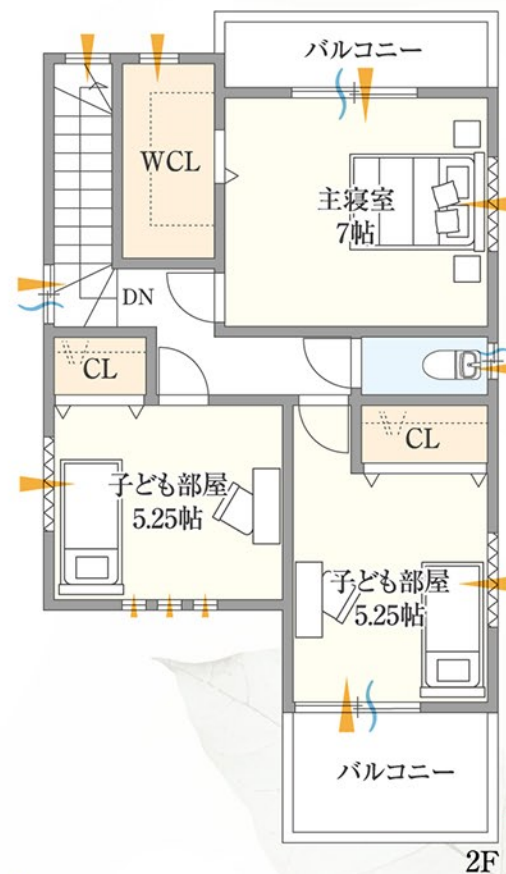 バルコニー
WCL
主寝室
7帖
DN
CL
CL
子ども部屋
5.25帖
子ども部屋
5.25帖
バルコニー
2F